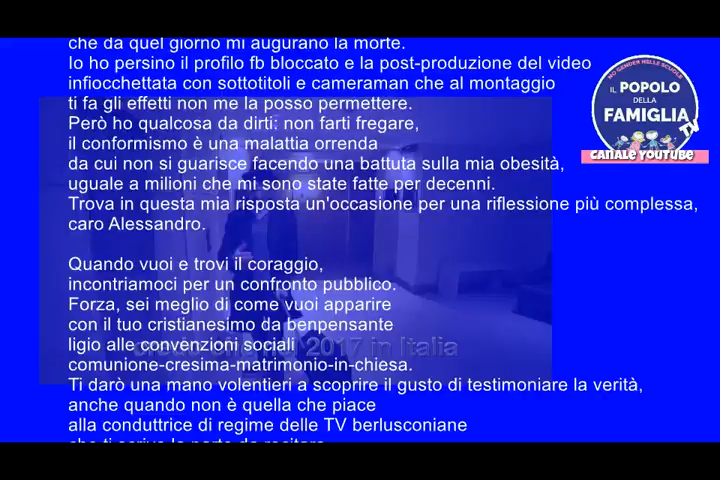 che da quel giorno mi augurano la morte.
Io ho persino il profilo fb bloccato e la post-produzione del video
infiocchettata con sottotitoli e cameraman che al montaggio
ti fa gli effetti non me la posso permettere.
Però ho qualcosa da dirti: non farti fregare,
il conformismo è una malattia orrenda
da cui non si guarisce facendo una battuta sulla mia obesità,
uguale a milioni che mi sono state fatte per decenni.
Trova in questa mia risposta un'occasione per una riflessione più complessa,
caro Alessandro.
Quando vuoi e trovi il coraggio,
incontriamoci per un confronto pubblico.
Forza, sei meglio di come vuoi apparire
con il tuo cristianesimo da benpensante
ligio alle convenzioni sociali
comunione-cresima-matrimonio-in-chiesa.
Ti darò una mano volentieri a scoprire il gusto di testimoniare la verità,
anche quando non è quella che piace
alla conduttrice di regime delle TV berlusconiane
che ti scrive la parte da recitare
2017 in Italia
NO GENDER NELLE SCUOLE
IL POPOLO
DELLA
FAMIGLIA
TV
CANALE YOUTUBE